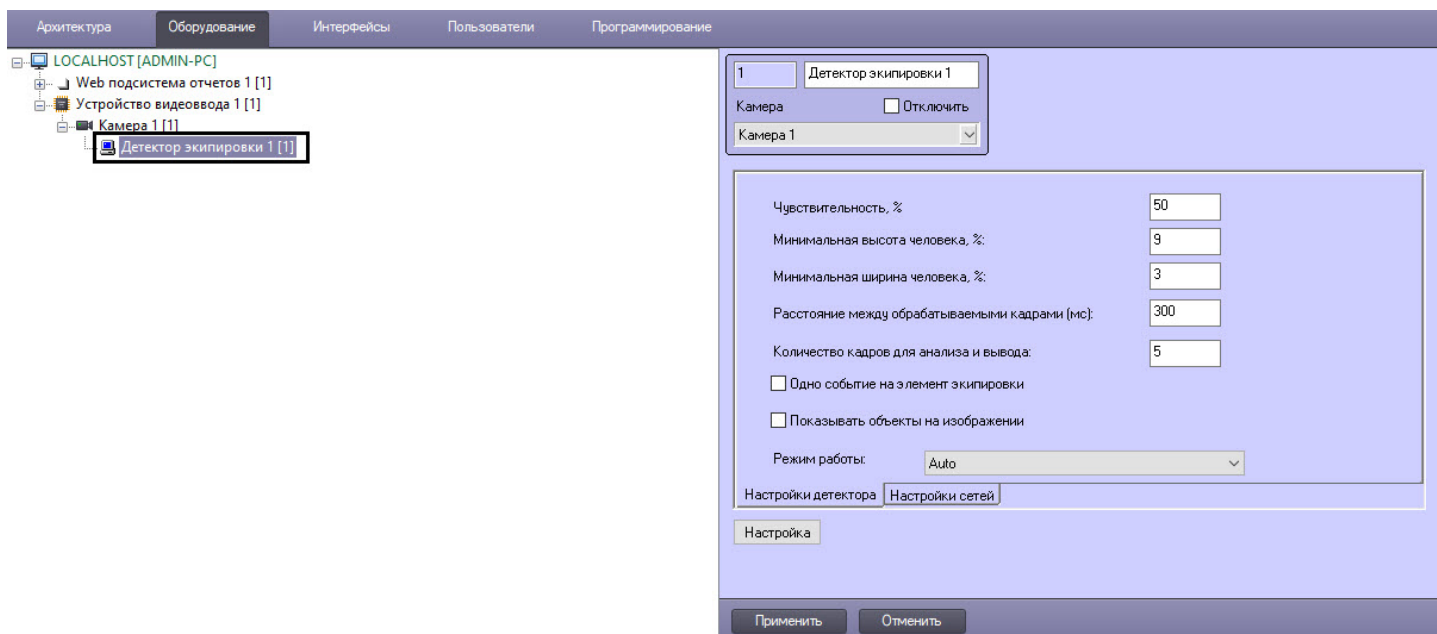 Архитектура Оборудование Интерфейсы Пользователи Программирование
LOCALHOST [ADMIN-PC]
Web подсистема отчетов 1 [1]
Устройство видеоввода 1 [1]
Камера 1 [1]
Детектор экипировки 1 [1]
1 Детектор экипировки 1
Камера Отключить
Камера 1
Чувствительность, % 50
Минимальная высота человека, %: 9
Минимальная ширина человека, %: 3
Расстояние между обрабатываемыми кадрами (мс): 300
Количество кадров для анализа и вывода: 5
Одно событие на элемент экипировки
Показывать объекты на изображении
Режим работы: Auto
Настройки детектора Настройки сетей
Настройка
Применить Отменить